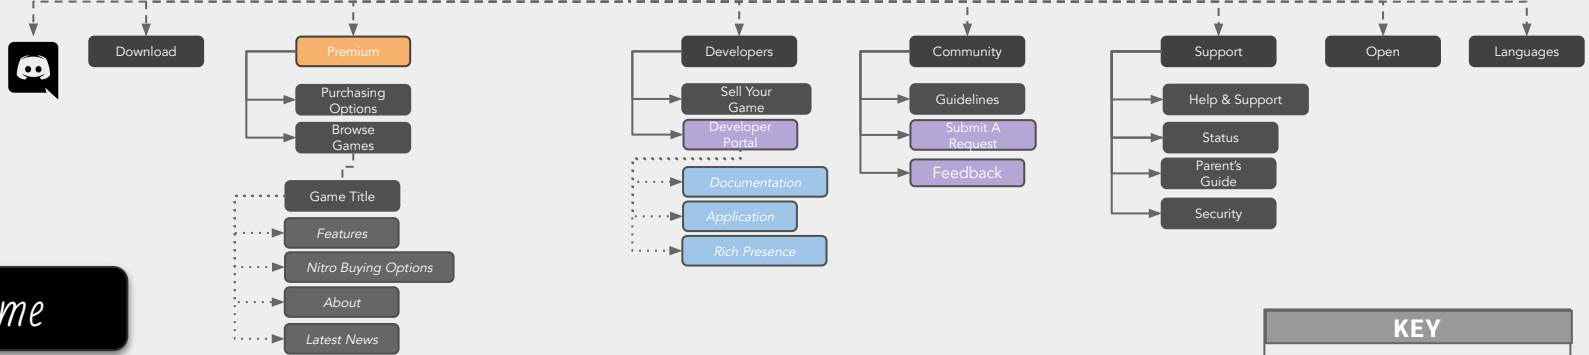 Download
Premium
Developers
Community
Support
Open
Languages
Purchasing
Options
Browse
Games
Game Title
Features
Nitro Buying Options
About
Latest News
Sell Your
Game
Developer
Portal
Documentation
Application
Rich Presence
Guidelines
Submit A
Request
Feedback
Help & Support
Status
Parent's
Guide
Security
me
KEY